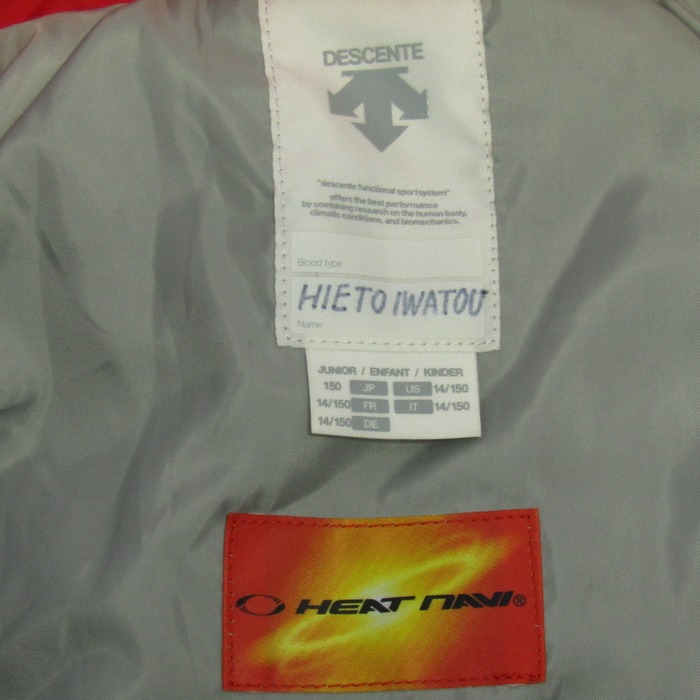 DESCENTE
"descente functional sportsystem"
offers the best performance
by combining research on the human body,
climatic conditions, and biomechanics.
Blood type
HIETO IWATOU
Name
JUNIOR / ENFANT / KINDER
150 JP US 14/150
14/150 FR IT 14/150
14/150 DE
HEAT NAVI®